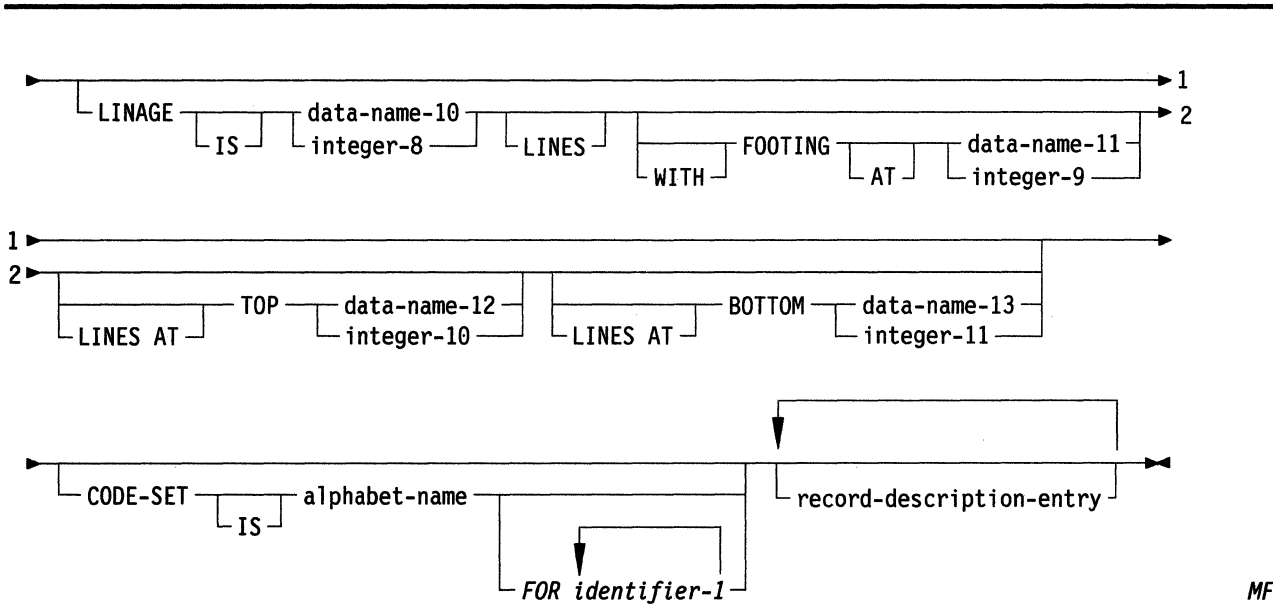 1
LINAGE data-name-10 2
IS integer-8 LINES FOOTING data-name-11
WITH AT integer-9
1
2
TOP data-name-12 BOTTOM data-name-13
LINES AT integer-10 LINES AT integer-11
CODE-SET alphabet-name record-description-entry
IS
FOR identifier-1 MF